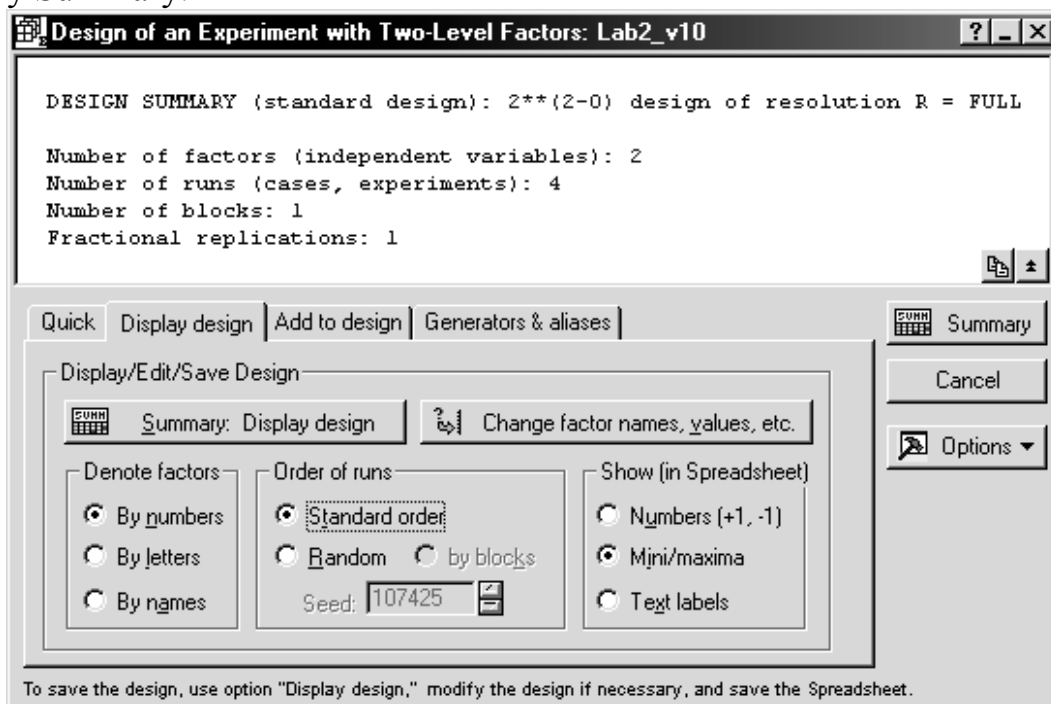 y Summary.
Design of an Experiment with Two-Level Factors: Lab2_v10
DESIGN SUMMARY (standard design): 2**(2-0) design of resolution R = FULL
Number of factors (independent variables): 2
Number of runs (cases, experiments): 4
Number of blocks: 1
Fractional replications: 1
Quick Display design Add to design Generators & aliases
Summary
Cancel
Options
Display/Edit/Save Design
Summary: Display design
Change factor names, values, etc.
Denote factors
By numbers
By letters
By names
Order of runs
Standard order
Random by blocks
Seed: 107425
Show (in Spreadsheet)
Numbers (+1, -1)
Mini/maxima
Text labels
To save the design, use option "Display design," modify the design if necessary, and save the Spreadsheet.